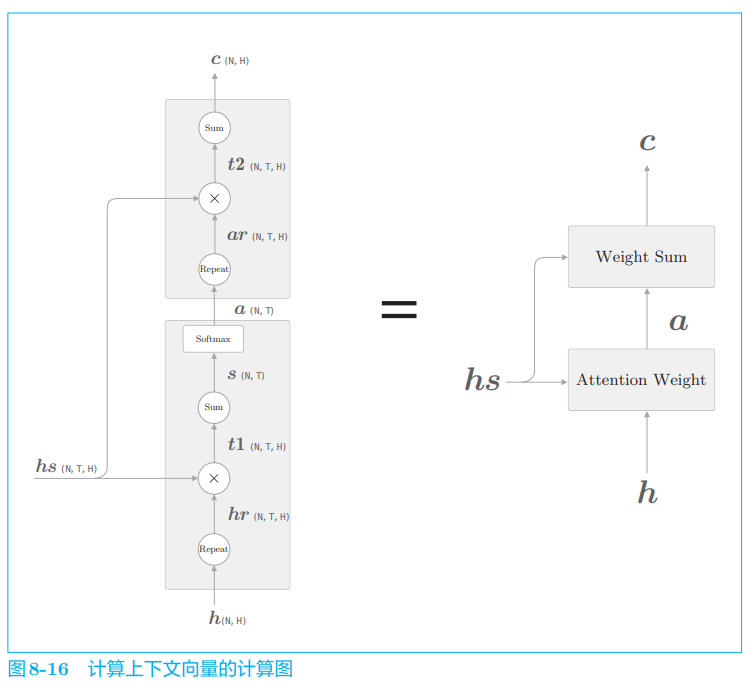 c (N, H)
Sum
t2 (N, T, H)
×
ar (N, T, H)
Repeat
a (N, T)
Softmax
s (N, T)
Sum
t1 (N, T, H)
hs (N, T, H)
×
hr (N, T, H)
Repeat
h(N, H)
=
c
Weight Sum
a
hs
Attention Weight
h
图8-16 计算上下文向量的计算图